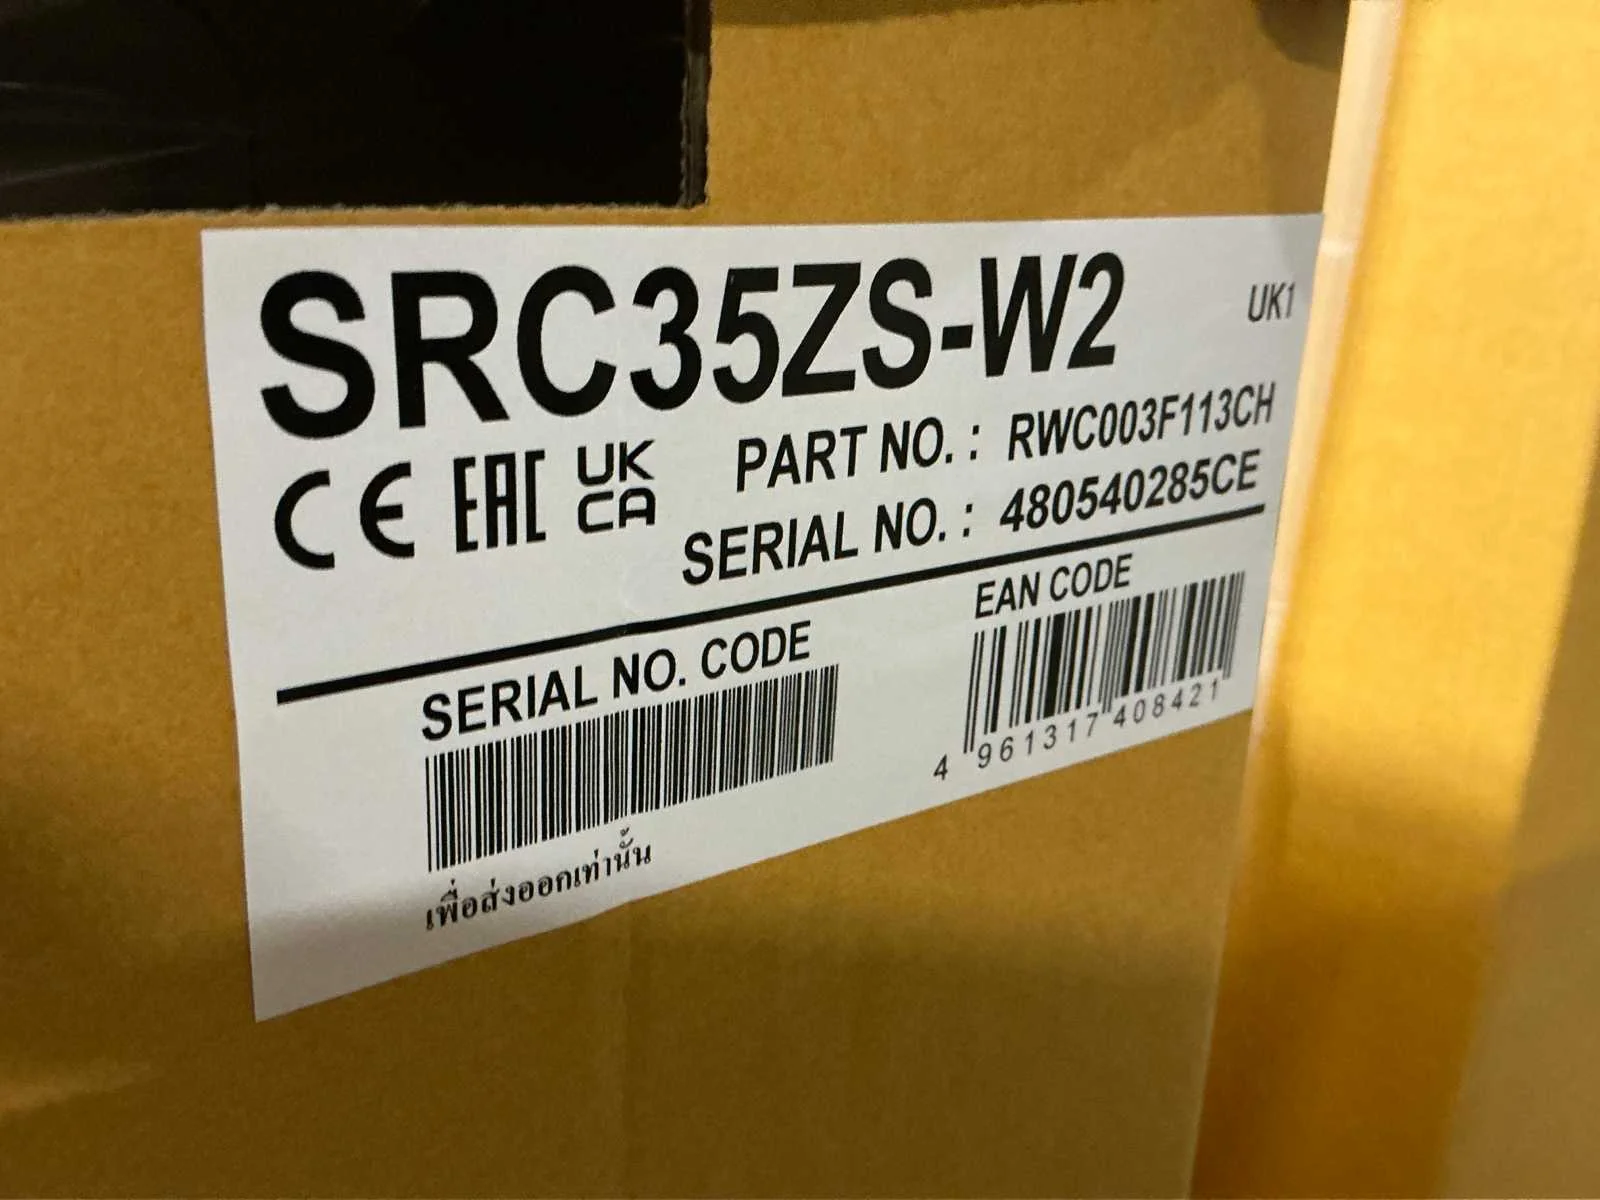 SRC35ZS-W2
UK1
CE EAC UK
CA
PART NO. : RWC003F113CH
SERIAL NO. : 480540285CE
SERIAL NO. CODE
EAN CODE
4 961317 408421
เพื่อส่งออกเท่านั้น